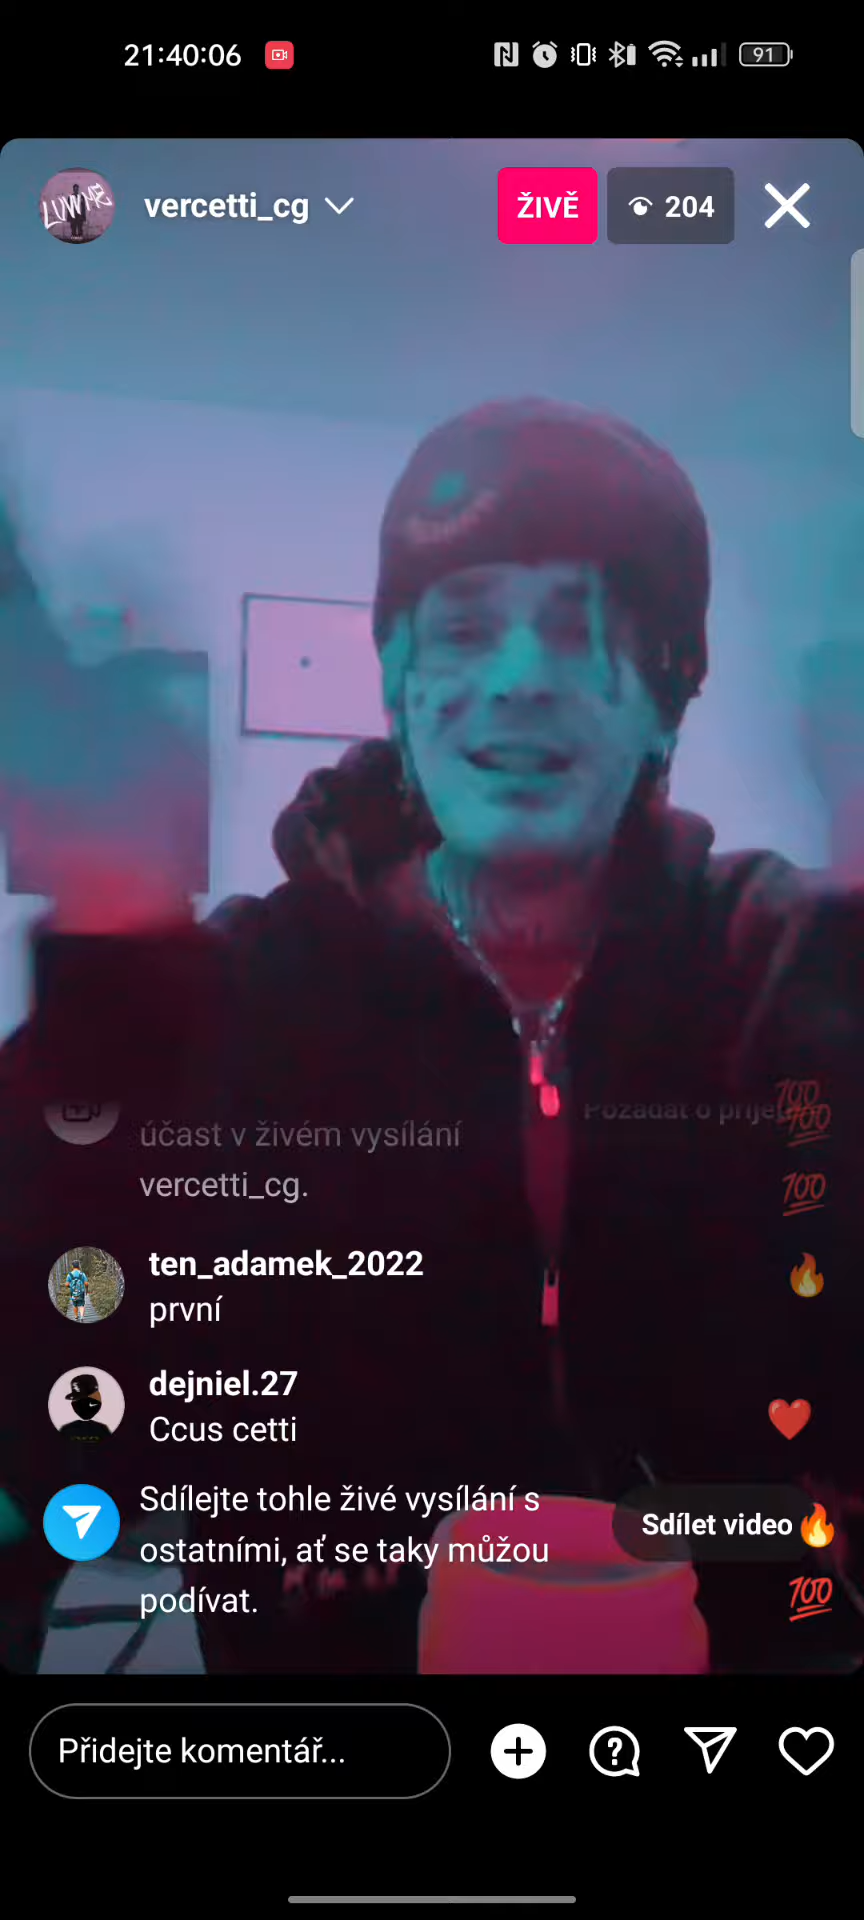 21:40:06
91
LUWME
vercetti_cg
ŽIVĚ
204
účast v živém vysílání
vercetti_cg.
ten_adamek_2022
první
dejniel.27
Ccus cetti
Sdílejte tohle živé vysílání s
ostatními, ať se taky můžou
podívat.
Sdílet video
Přidejte komentář...